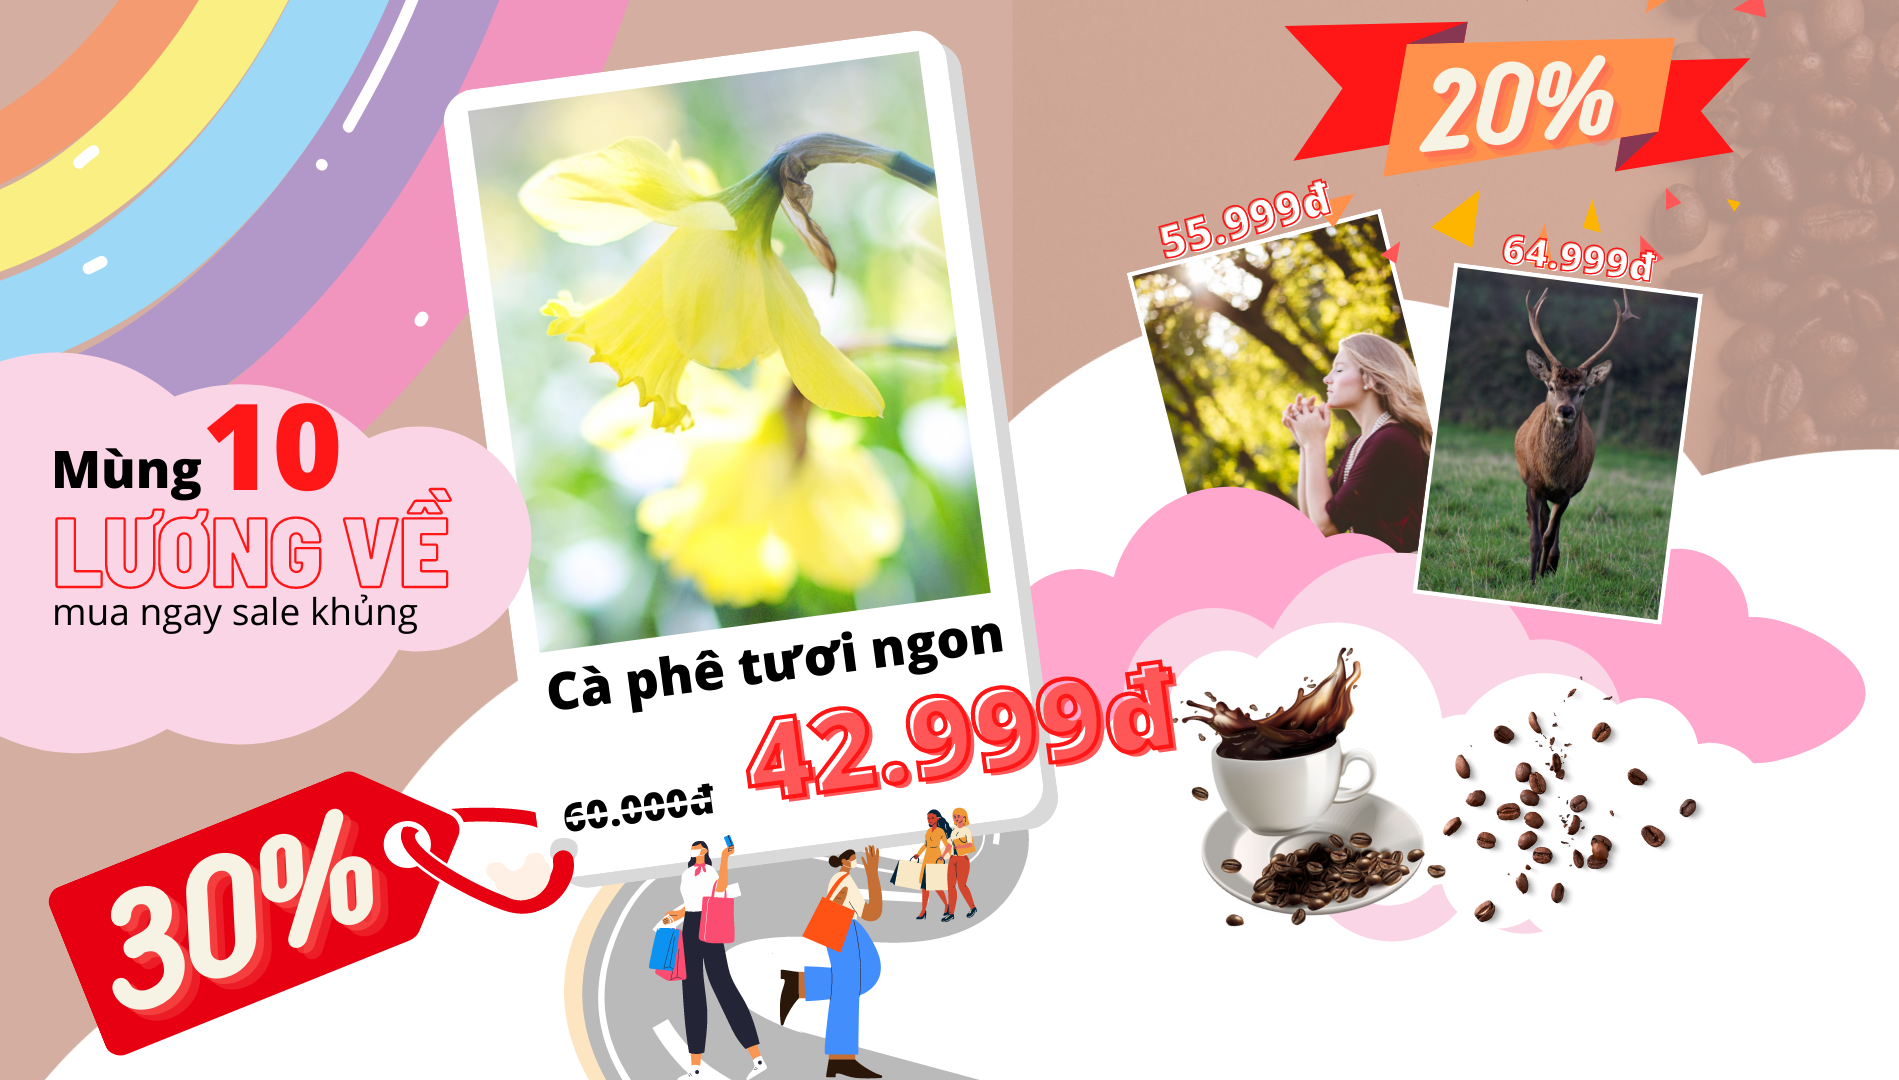 Mùng 10
LƯƠNG VỀ
mua ngay sale khủng
30%
Cà phê tươi ngon
60.000đ
42.999đ
20%
55.999đ
64.999đ